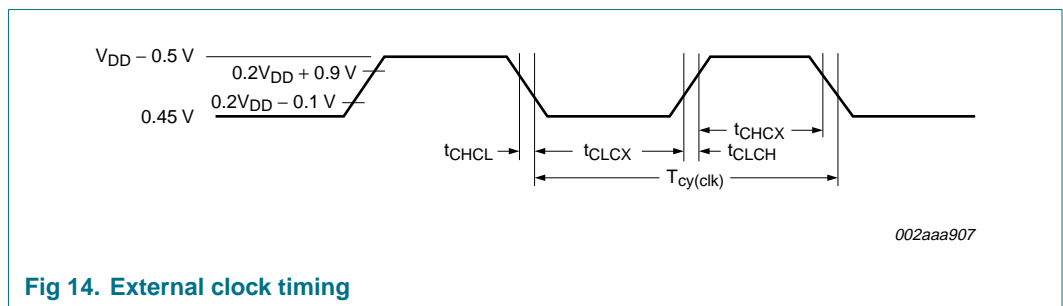 VDD − 0.5 V
0.2VDD + 0.9 V
0.2VDD − 0.1 V
0.45 V
tCHCX
tCHCL
tCLCX
tCLCH
Tcy(clk)
002aaa907
Fig 14. External clock timing